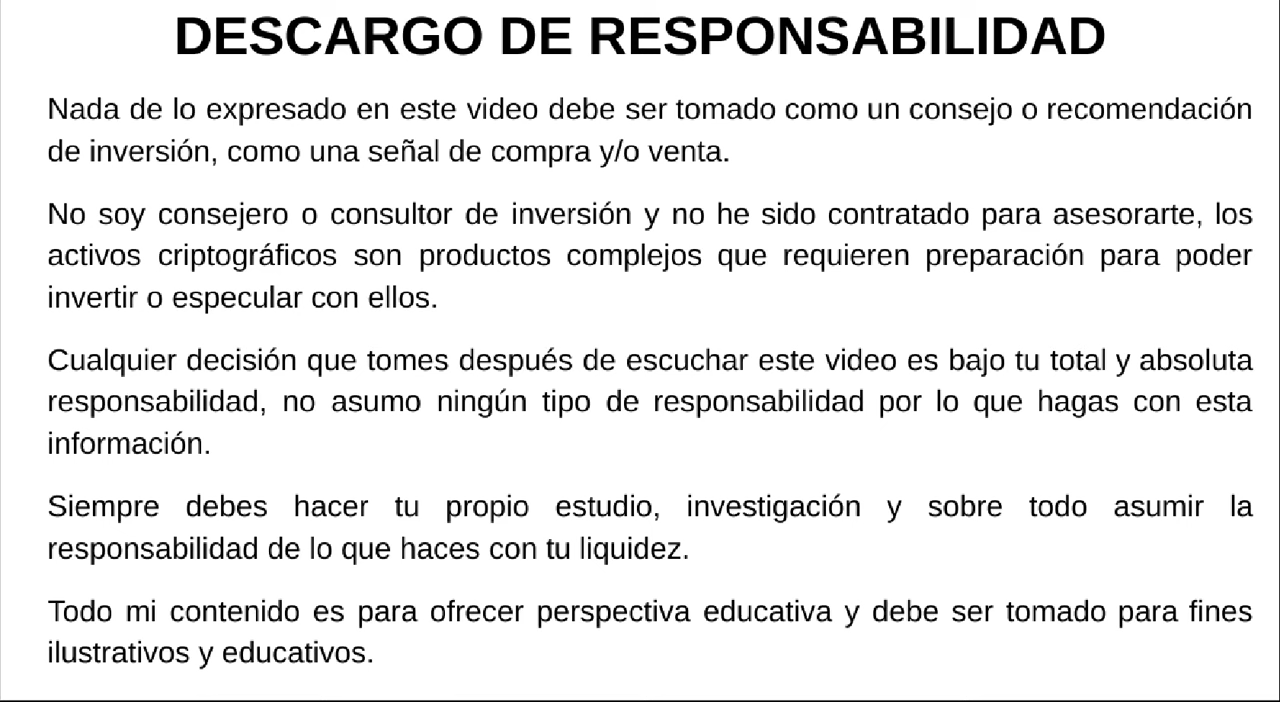 DESCARGO DE RESPONSABILIDAD
Nada de lo expresado en este video debe ser tomado como un consejo o recomendación
de inversión, como una señal de compra y/o venta.
No soy consejero o consultor de inversión y no he sido contratado para asesorarte, los
activos criptográficos son productos complejos que requieren preparación para poder
invertir o especular con ellos.
Cualquier decisión que tomes después de escuchar este video es bajo tu total y absoluta
responsabilidad, no asumo ningún tipo de responsabilidad por lo que hagas con esta
información.
Siempre debes hacer tu propio estudio, investigación y sobre todo asumir la
responsabilidad de lo que haces con tu liquidez.
Todo mi contenido es para ofrecer perspectiva educativa y debe ser tomado para fines
ilustrativos y educativos.